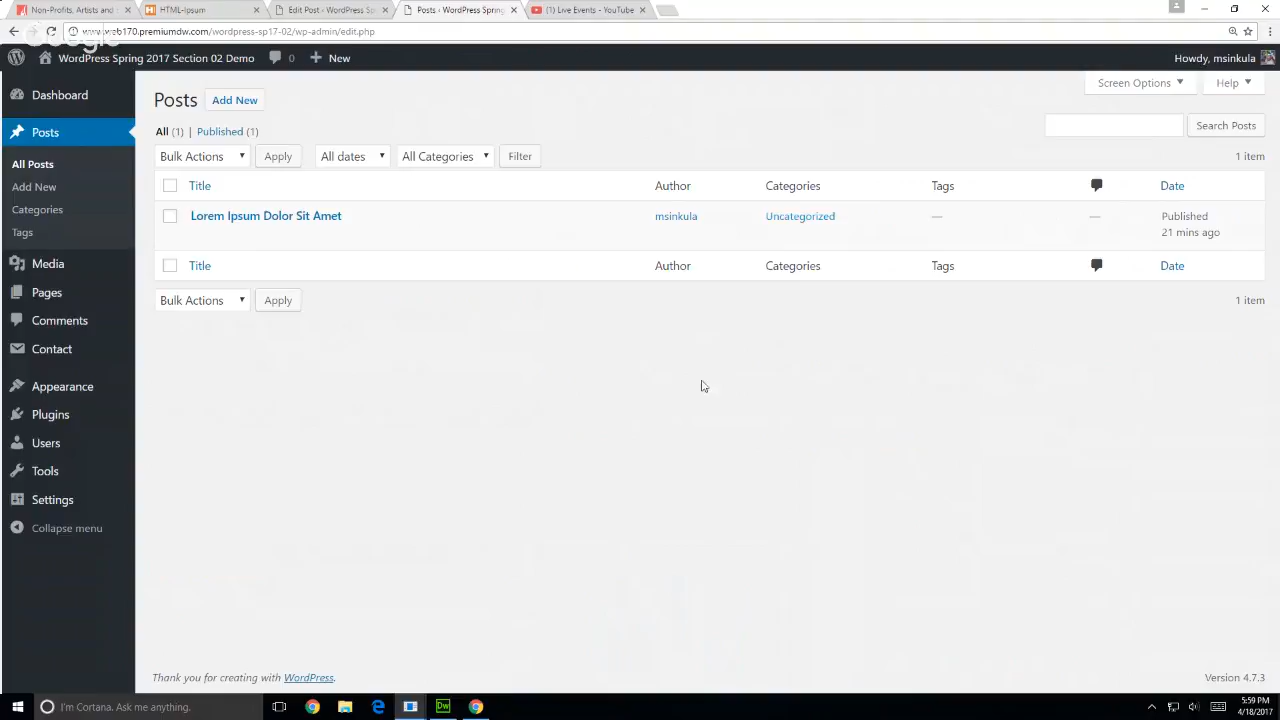 Non-Profits, Artists and
HTML-Ipsum
Edit Post ‹ WordPress Sp
Posts ‹ WordPress Spring
(1) Live Events - YouTube
Google
www.web170.premiumdw.com/wordpress-sp17-02/wp-admin/edit.php
WordPress Spring 2017 Section 02 Demo
0
New
Howdy, msinkula
Dashboard
Posts
All Posts
Add New
Categories
Tags
Media
Pages
Comments
Contact
Appearance
Plugins
Users
Tools
Settings
Collapse menu
Screen Options
Help
Posts
Add New
All (1) | Published (1)
Search Posts
Bulk Actions
Apply
All dates
All Categories
Filter
1 item
Title
Author
Categories
Tags
Date
Lorem Ipsum Dolor Sit Amet
msinkula
Uncategorized
—
—
Published
21 mins ago
Title
Author
Categories
Tags
Date
Bulk Actions
Apply
1 item
Thank you for creating with WordPress.
Version 4.7.3
I'm Cortana. Ask me anything.
Dw
5:59 PM
4/18/2017